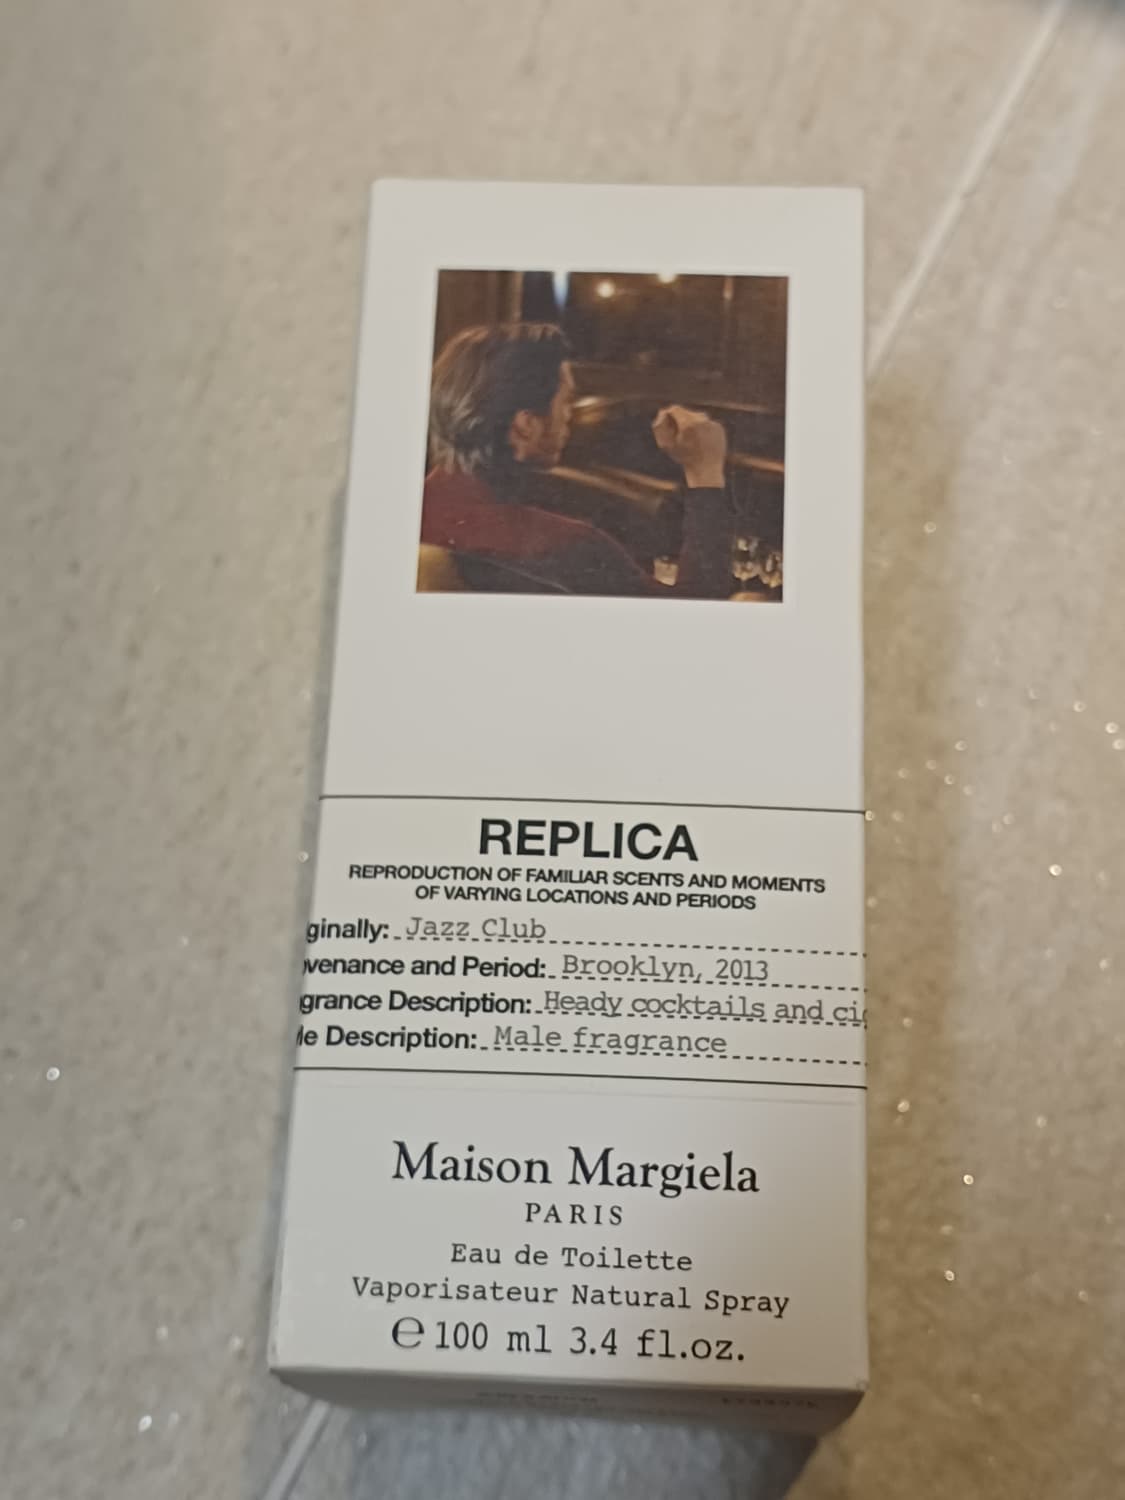 REPLICA
REPRODUCTION OF FAMILIAR SCENTS AND MOMENTS
OF VARYING LOCATIONS AND PERIODS
ginally: Jazz Club
venance and Period: Brooklyn, 2013
grance Description: Heady cocktails and ci
le Description: Male fragrance
Maison Margiela
PARIS
Eau de Toilette
Vaporisateur Natural Spray
℮ 100 ml 3.4 fl.oz.